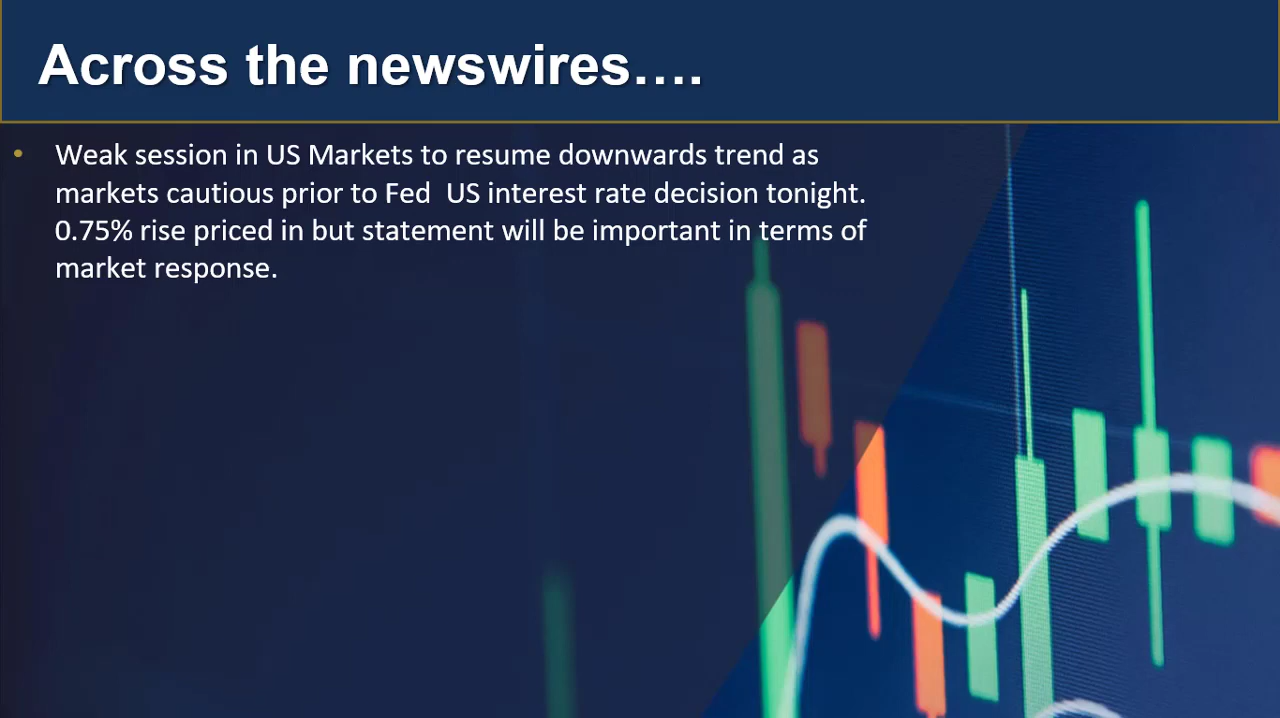 Across the newswires….
• Weak session in US Markets to resume downwards trend as
markets cautious prior to Fed  US interest rate decision tonight.
0.75% rise priced in but statement will be important in terms of
market response.